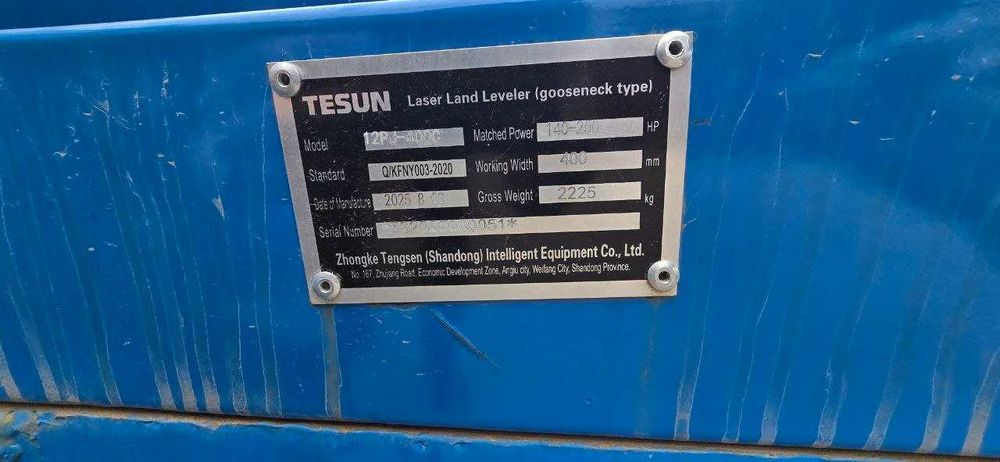 TESUN Laser Land Leveler (gooseneck type)
Model Matched Power 140-200 HP
Standard Q/KFNY003-2020 Working Width 400 mm
Date of Manufacture 2025 Gross Weight 2225 kg
Serial Number
Zhongke Tengsen (Shandong) Intelligent Equipment Co., Ltd.
No. 167, Zhujiang Road, Economic Development Zone, Anqiu city, Weifang City, Shandong Province.